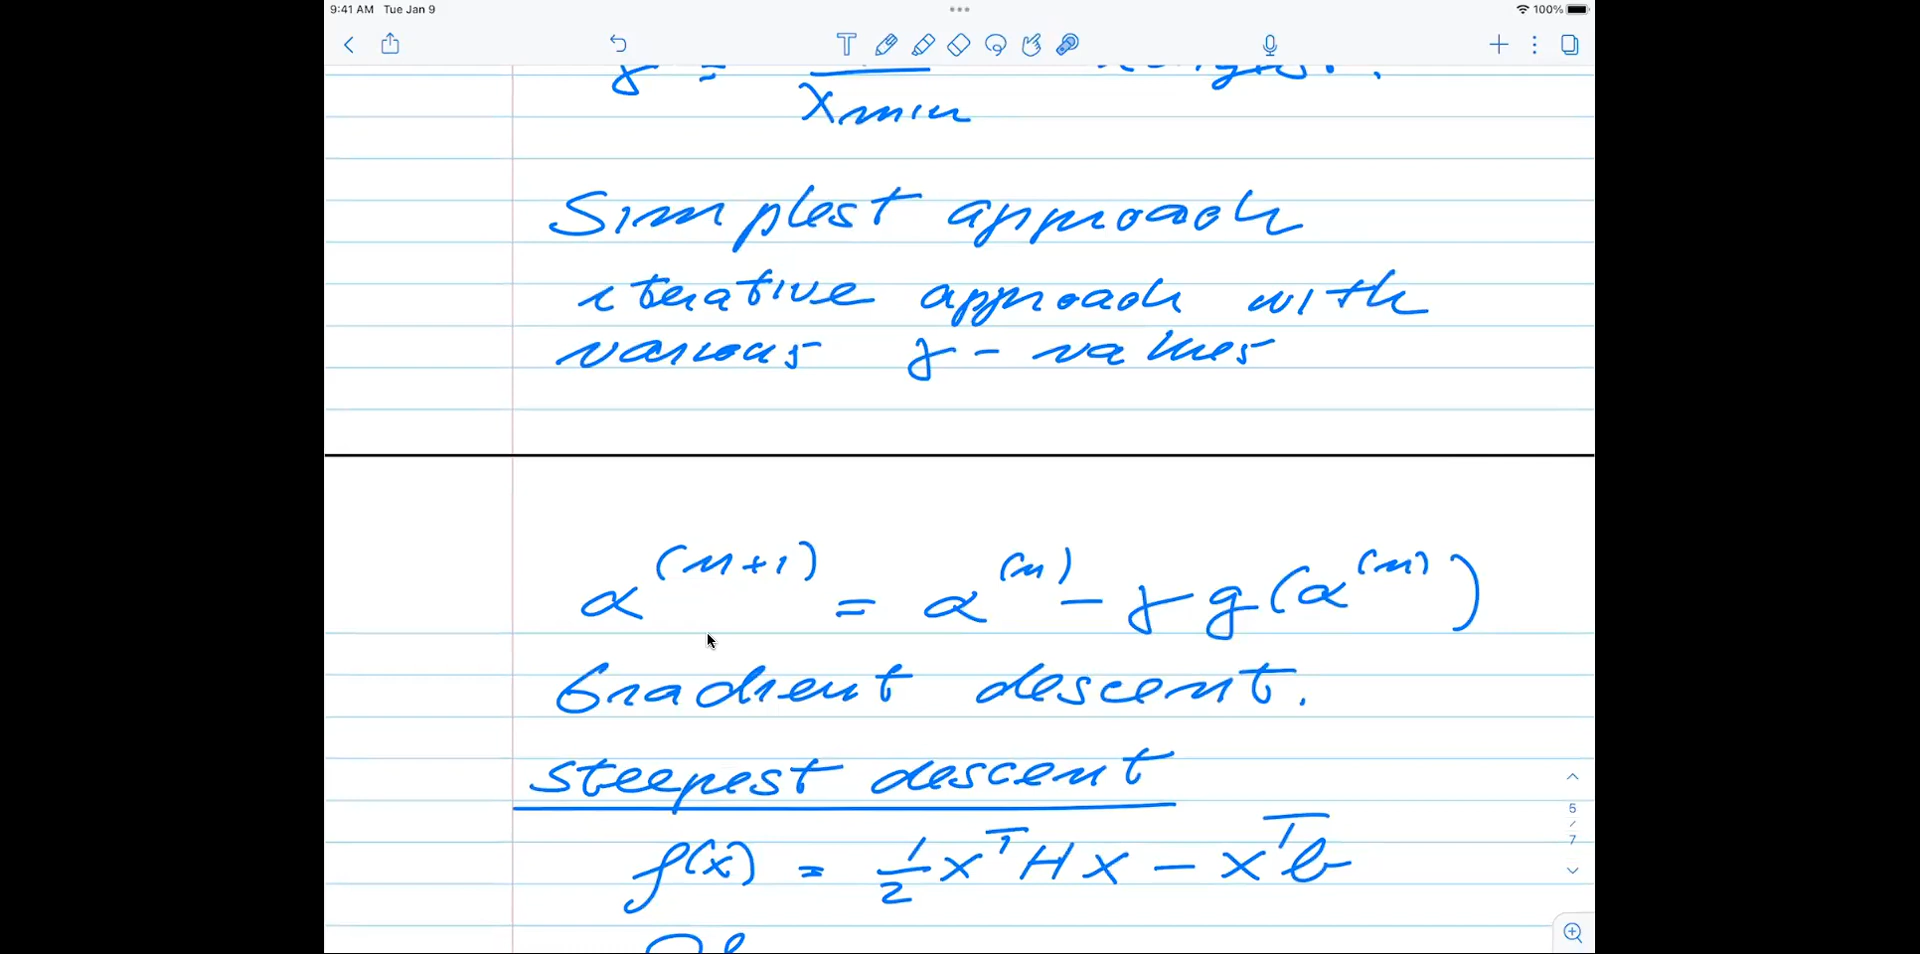 9:41 AM Tue Jan 9
100%
γ =
Xmin
Simplest approach
iterative approach with
various γ - values
α^(n+1) = α^(n) - γ g(α^(n))
Gradient descent.
steepest descent
f(x) = 1/2 x^T H x - x^T b
5
/
7